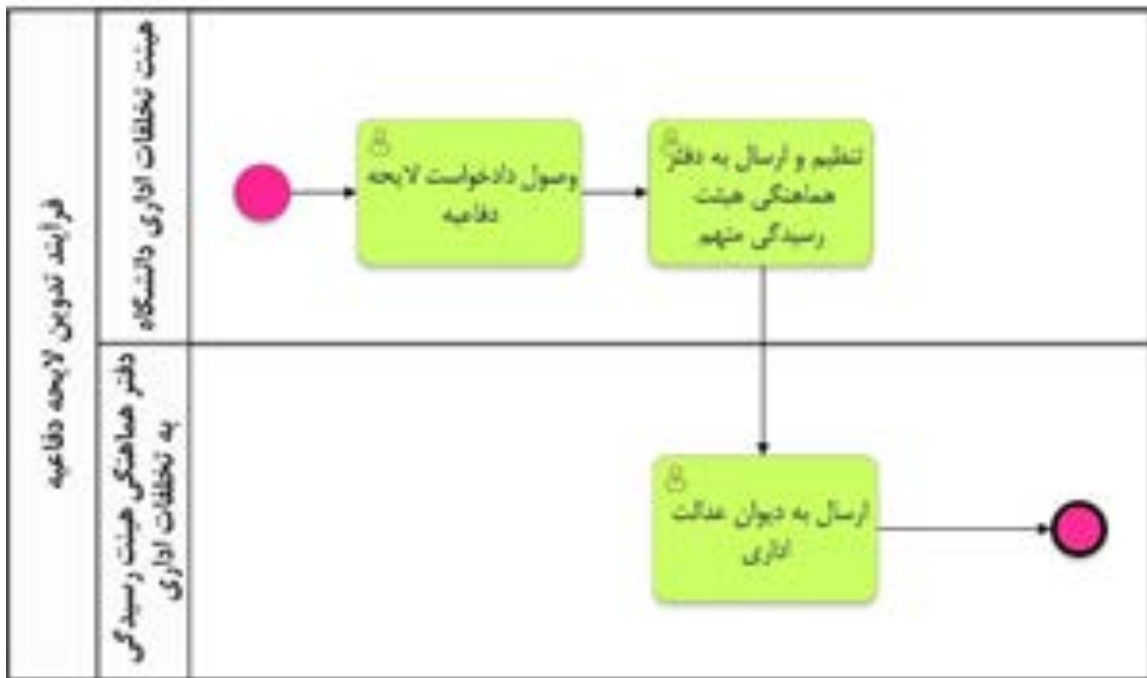 فرآیند تدوین لایحه دفاعیه
هیئت تخلفات اداری دانشگاه
وصول دادخواست لایحه
دفاعیه
تنظیم و ارسال به دفتر
هماهنگی هیئت
رسیدگی متهم
دفتر هماهنگی هیئت رسیدگی
به تخلفات اداری
ارسال به دیوان عدالت
اداری